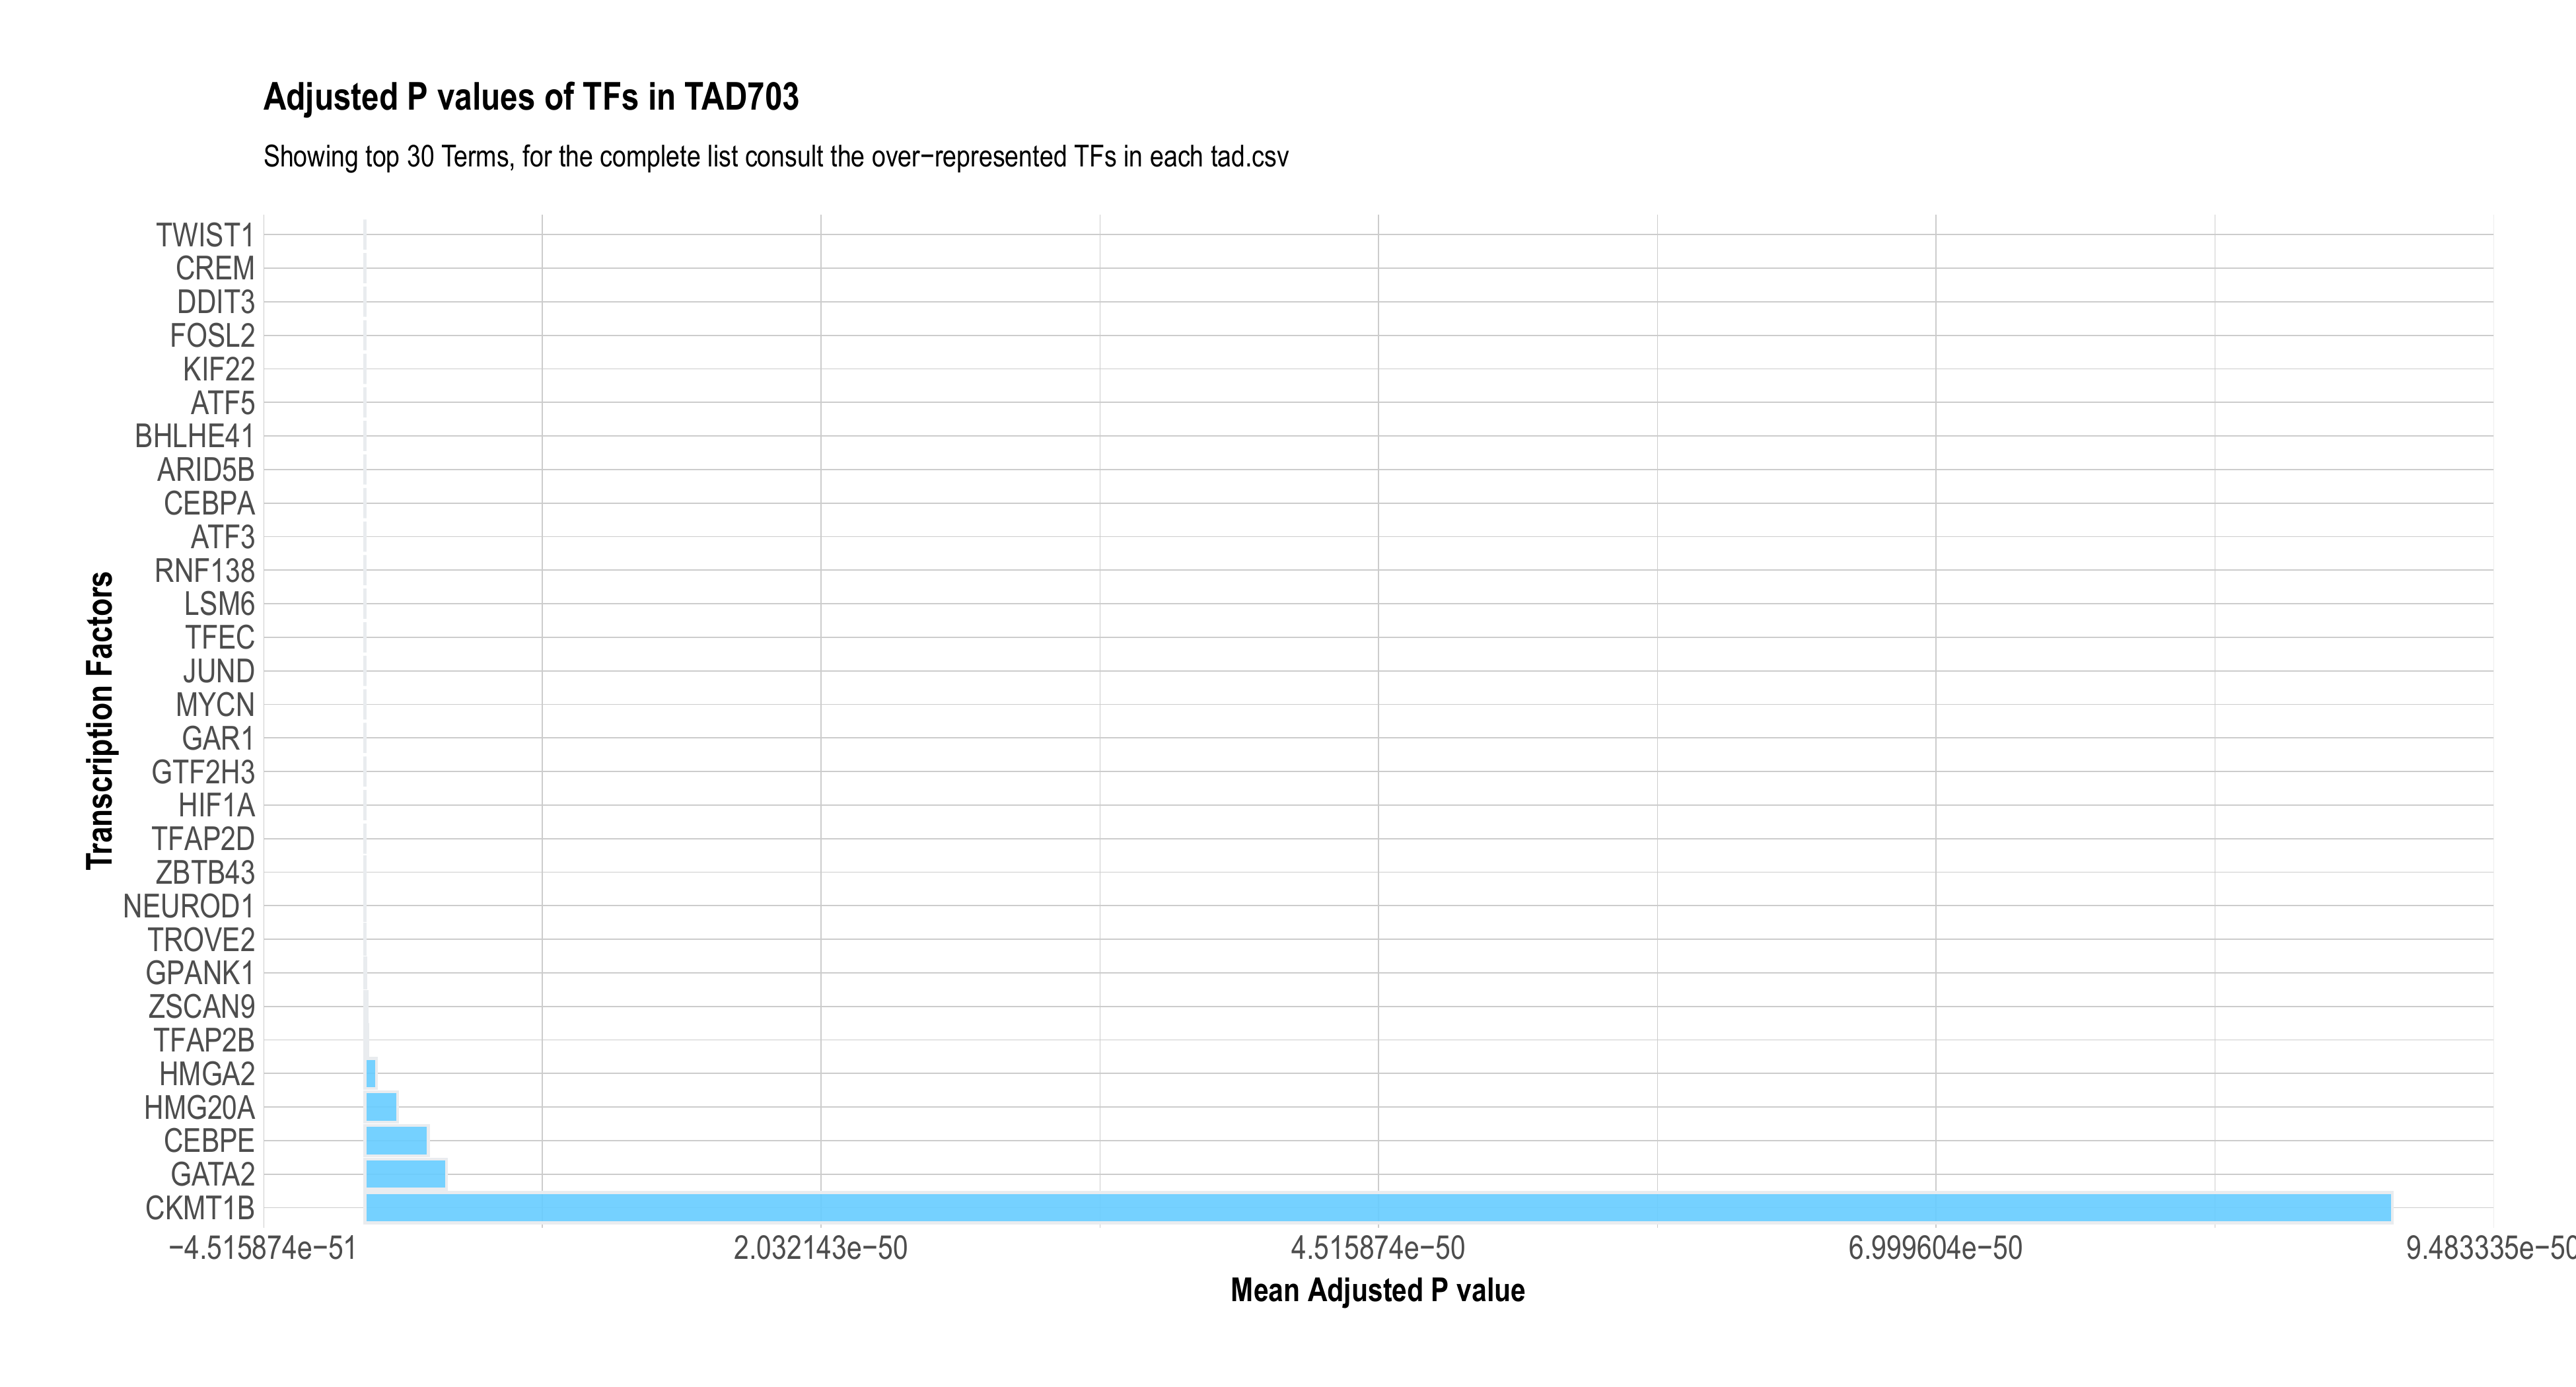 Adjusted P values of TFs in TAD703
Showing top 30 Terms, for the complete list consult the over−represented TFs in each tad.csv
Transcription Factors
TWIST1
CREM
DDIT3
FOSL2
KIF22
ATF5
BHLHE41
ARID5B
CEBPA
ATF3
RNF138
LSM6
TFEC
JUND
MYCN
GAR1
GTF2H3
HIF1A
TFAP2D
ZBTB43
NEUROD1
TROVE2
GPANK1
ZSCAN9
TFAP2B
HMGA2
HMG20A
CEBPE
GATA2
CKMT1B
−4.515874e−51 2.032143e−50 4.515874e−50 6.999604e−50 9.483335e−50
Mean Adjusted P value